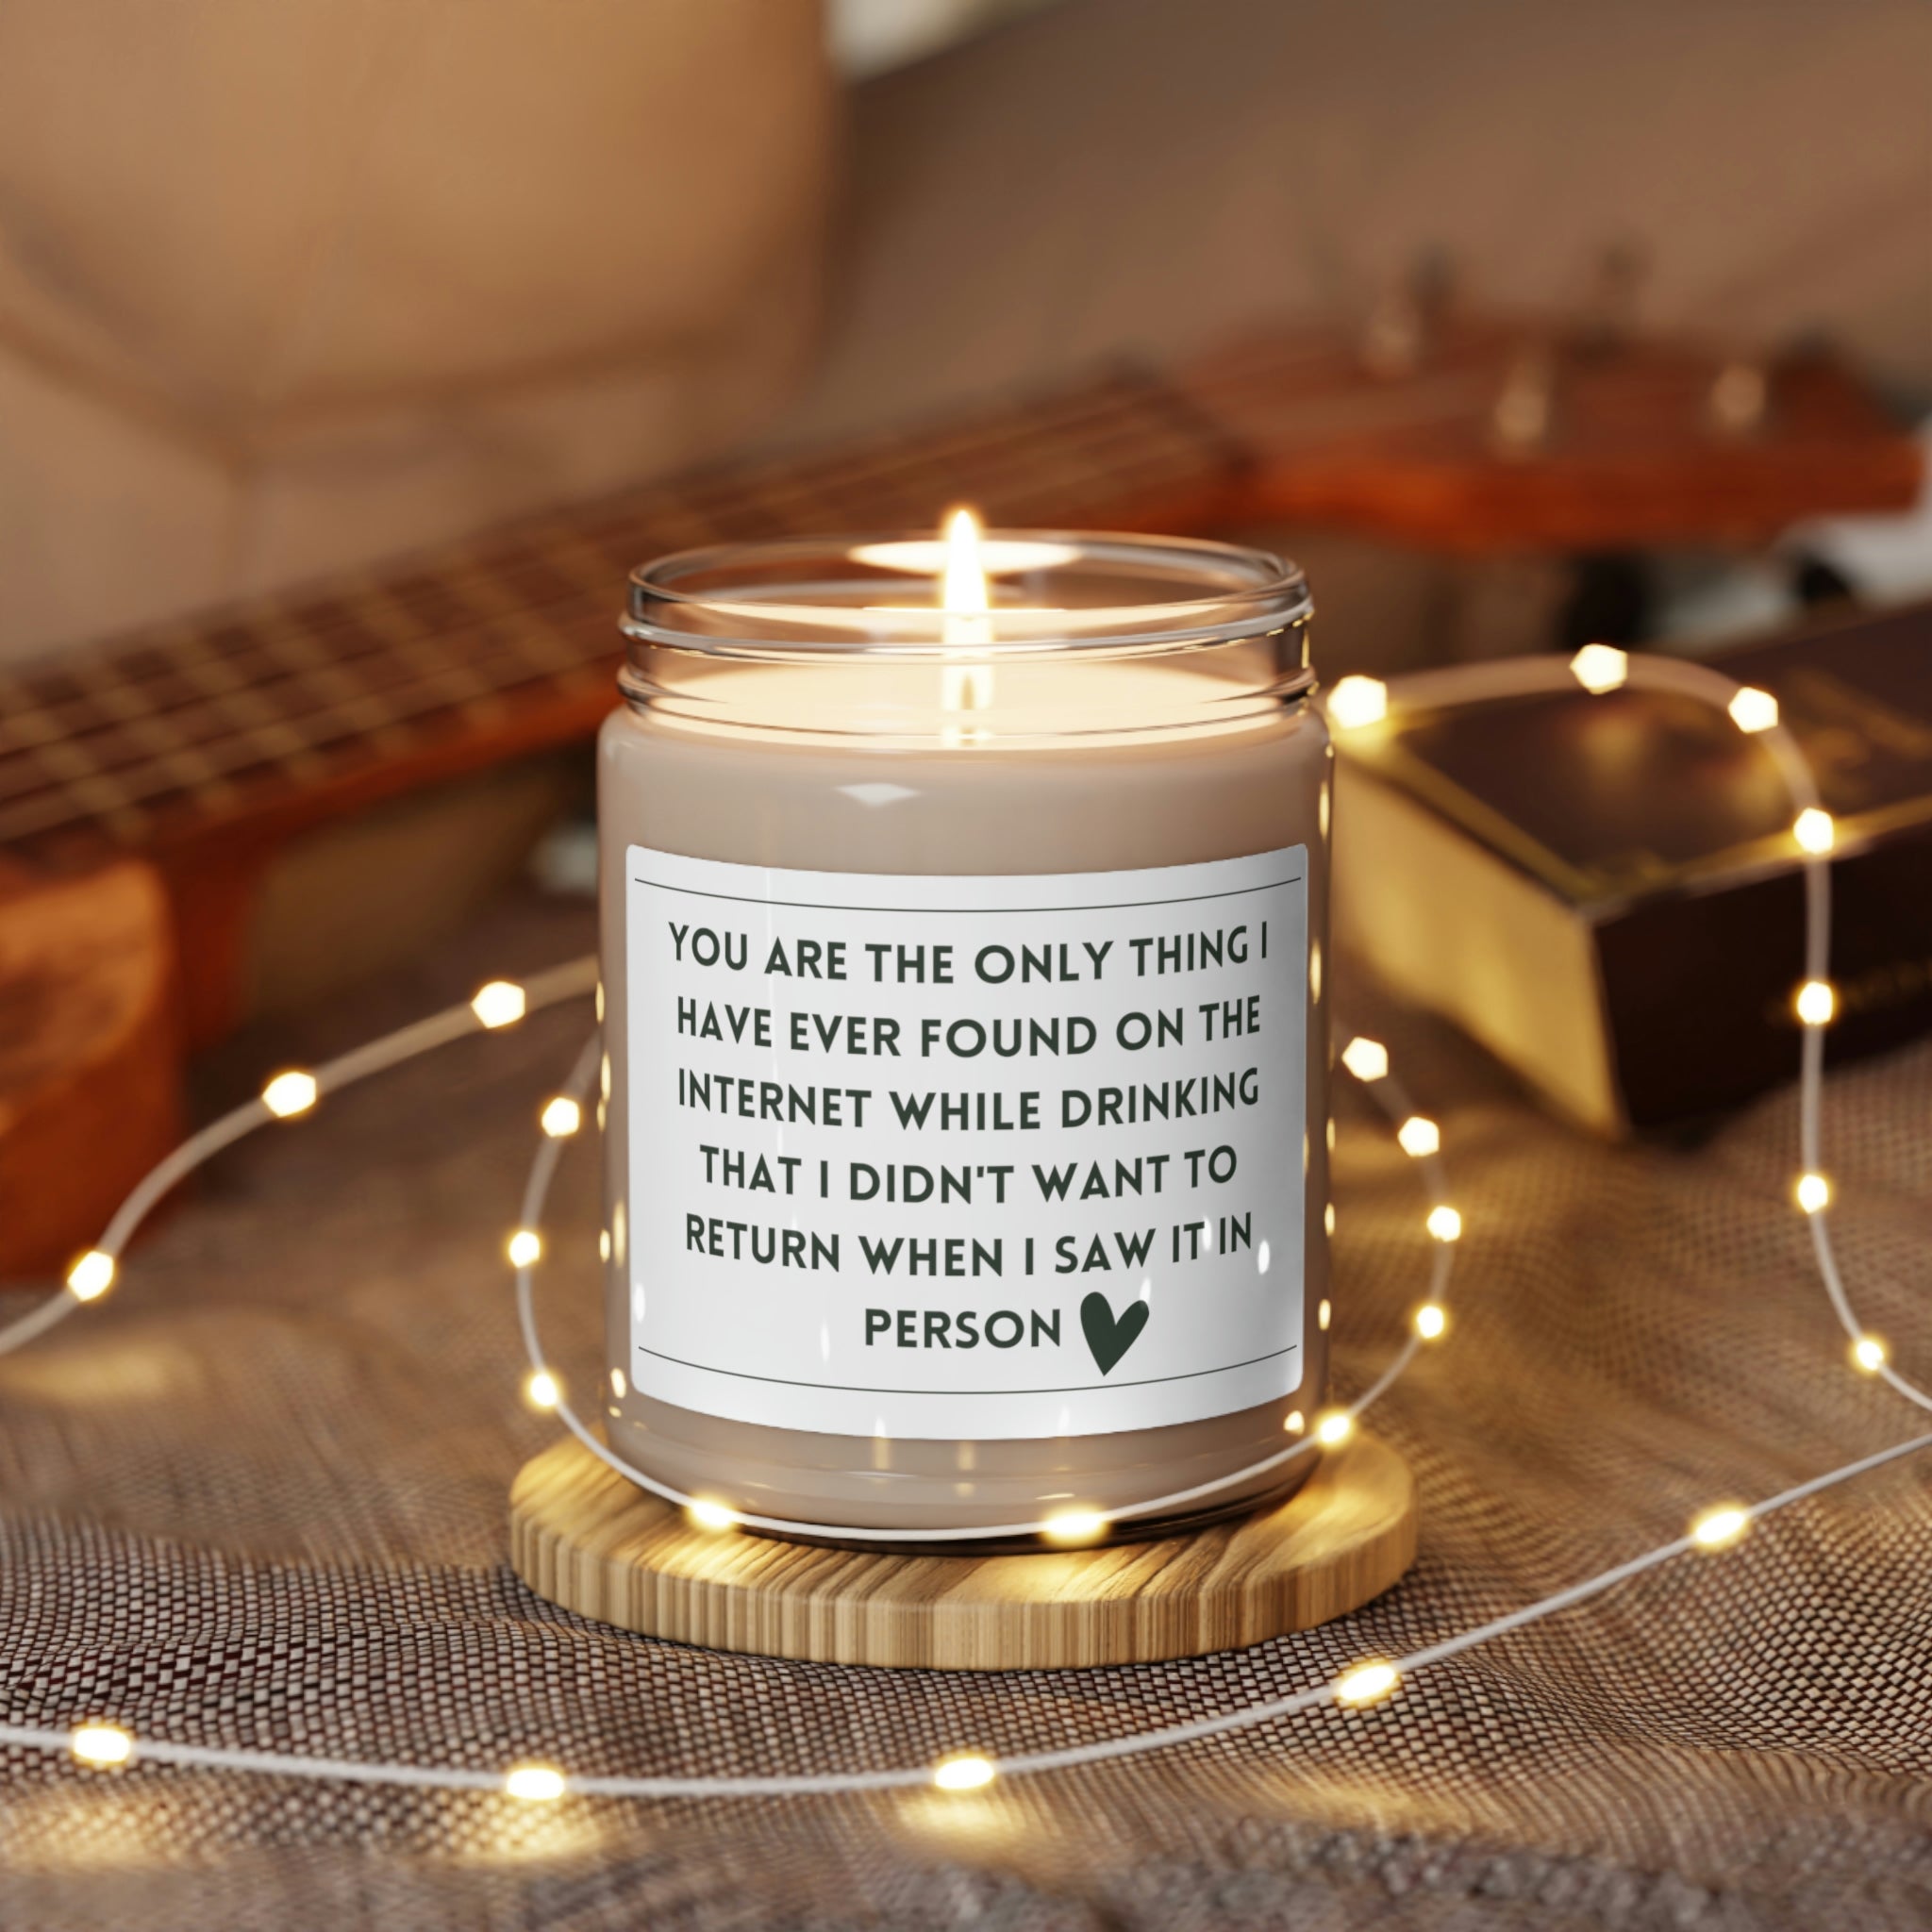 YOU ARE THE ONLY THING I
HAVE EVER FOUND ON THE
INTERNET WHILE DRINKING
THAT I DIDN'T WANT TO
RETURN WHEN I SAW IT IN
PERSON